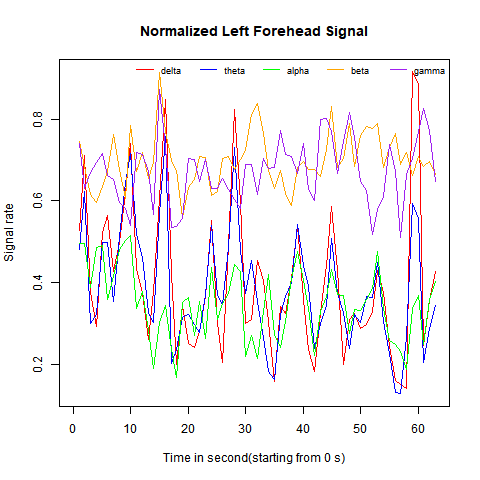 Normalized Left Forehead Signal
delta theta alpha beta gamma
Signal rate
0.2 0.4 0.6 0.8
0 10 20 30 40 50 60
Time in second(starting from 0 s)